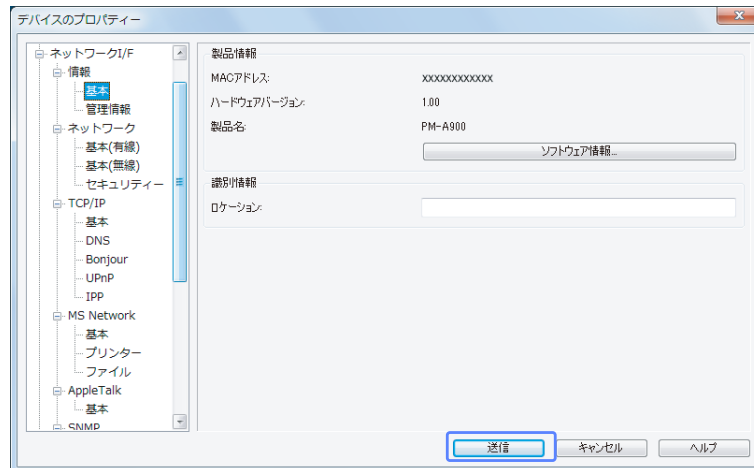 デバイスのプロパティー
ネットワークI/F
情報
基本
管理情報
ネットワーク
基本(有線)
基本(無線)
セキュリティー
TCP/IP
基本
DNS
Bonjour
UPnP
IPP
MS Network
基本
プリンター
ファイル
AppleTalk
基本
SNMP
製品情報
MACアドレス: xxxxxxxxxxxx
ハードウェアバージョン: 1.00
製品名: PM-A900
ソフトウェア情報...
識別情報
ロケーション:
送信 キャンセル ヘルプ